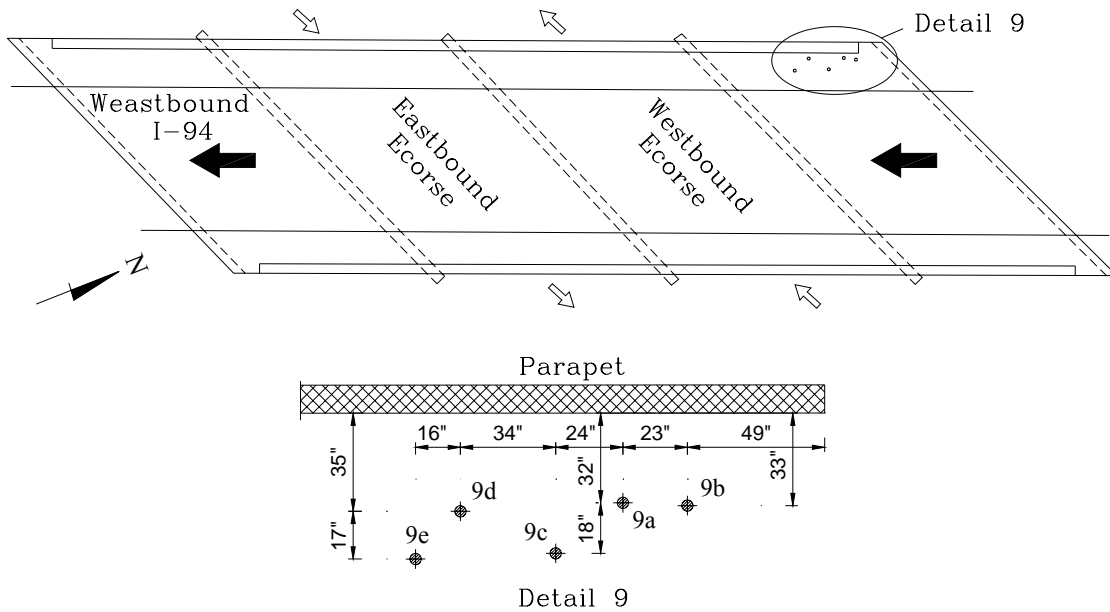 Detail 9
Weastbound
I-94
Eastbound
Ecorse
Westbound
Ecorse
N
Parapet
16"
34"
24"
23"
49"
35"
32"
33"
9d
9b
9a
17"
18"
9e
9c
Detail 9